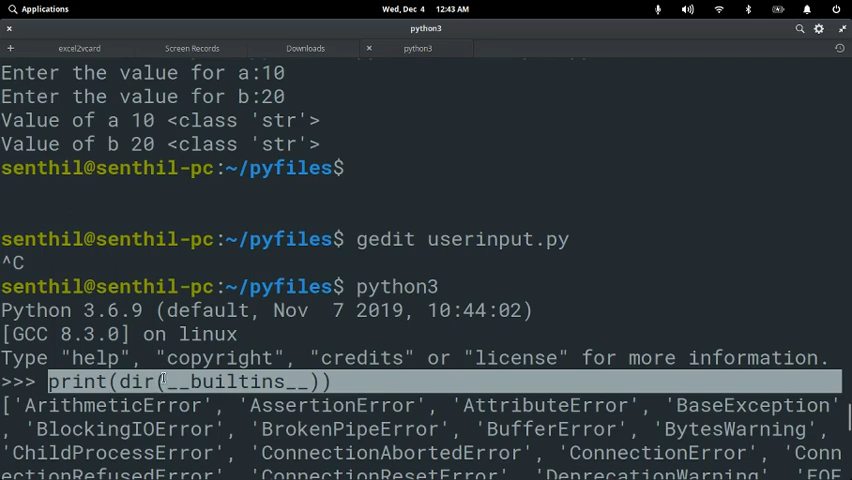 Applications
Wed, Dec 4 12:43 AM
python3
excel2vcard
Screen Records
Downloads
python3
Enter the value for a:10
Enter the value for b:20
Value of a 10 <class 'str'>
Value of b 20 <class 'str'>
senthil@senthil-pc:~/pyfiles$
senthil@senthil-pc:~/pyfiles$ gedit userinput.py
^C
senthil@senthil-pc:~/pyfiles$ python3
Python 3.6.9 (default, Nov  7 2019, 10:44:02)
[GCC 8.3.0] on linux
Type "help", "copyright", "credits" or "license" for more information.
>>> print(dir(__builtins__))
['ArithmeticError', 'AssertionError', 'AttributeError', 'BaseException'
, 'BlockingIOError', 'BrokenPipeError', 'BufferError', 'BytesWarning',
'ChildProcessError', 'ConnectionAbortedError', 'ConnectionError', 'Conn
ectionRefusedError', 'ConnectionResetError', 'DeprecationWarning', 'EOF